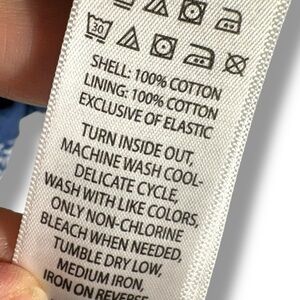 30
SHELL: 100% COTTON
LINING: 100% COTTON
EXCLUSIVE OF ELASTIC
TURN INSIDE OUT,
MACHINE WASH COOL-
DELICATE CYCLE,
WASH WITH LIKE COLORS,
ONLY NON-CHLORINE
BLEACH WHEN NEEDED,
TUMBLE DRY LOW,
MEDIUM IRON,
IRON ON REVERSE